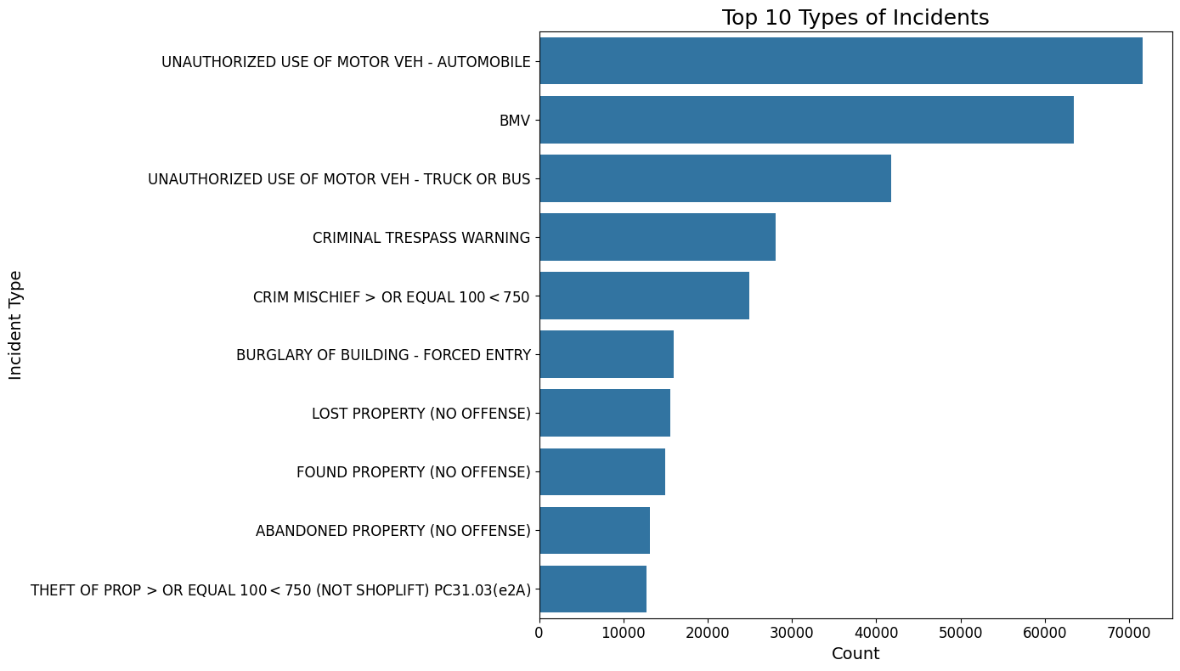 Top 10 Types of Incidents
Incident Type
UNAUTHORIZED USE OF MOTOR VEH - AUTOMOBILE
BMV
UNAUTHORIZED USE OF MOTOR VEH - TRUCK OR BUS
CRIMINAL TRESPASS WARNING
CRIM MISCHIEF > OR EQUAL 100 < 750
BURGLARY OF BUILDING - FORCED ENTRY
LOST PROPERTY (NO OFFENSE)
FOUND PROPERTY (NO OFFENSE)
ABANDONED PROPERTY (NO OFFENSE)
THEFT OF PROP > OR EQUAL 100 < 750 (NOT SHOPLIFT) PC31.03(e2A)
0 10000 20000 30000 40000 50000 60000 70000
Count